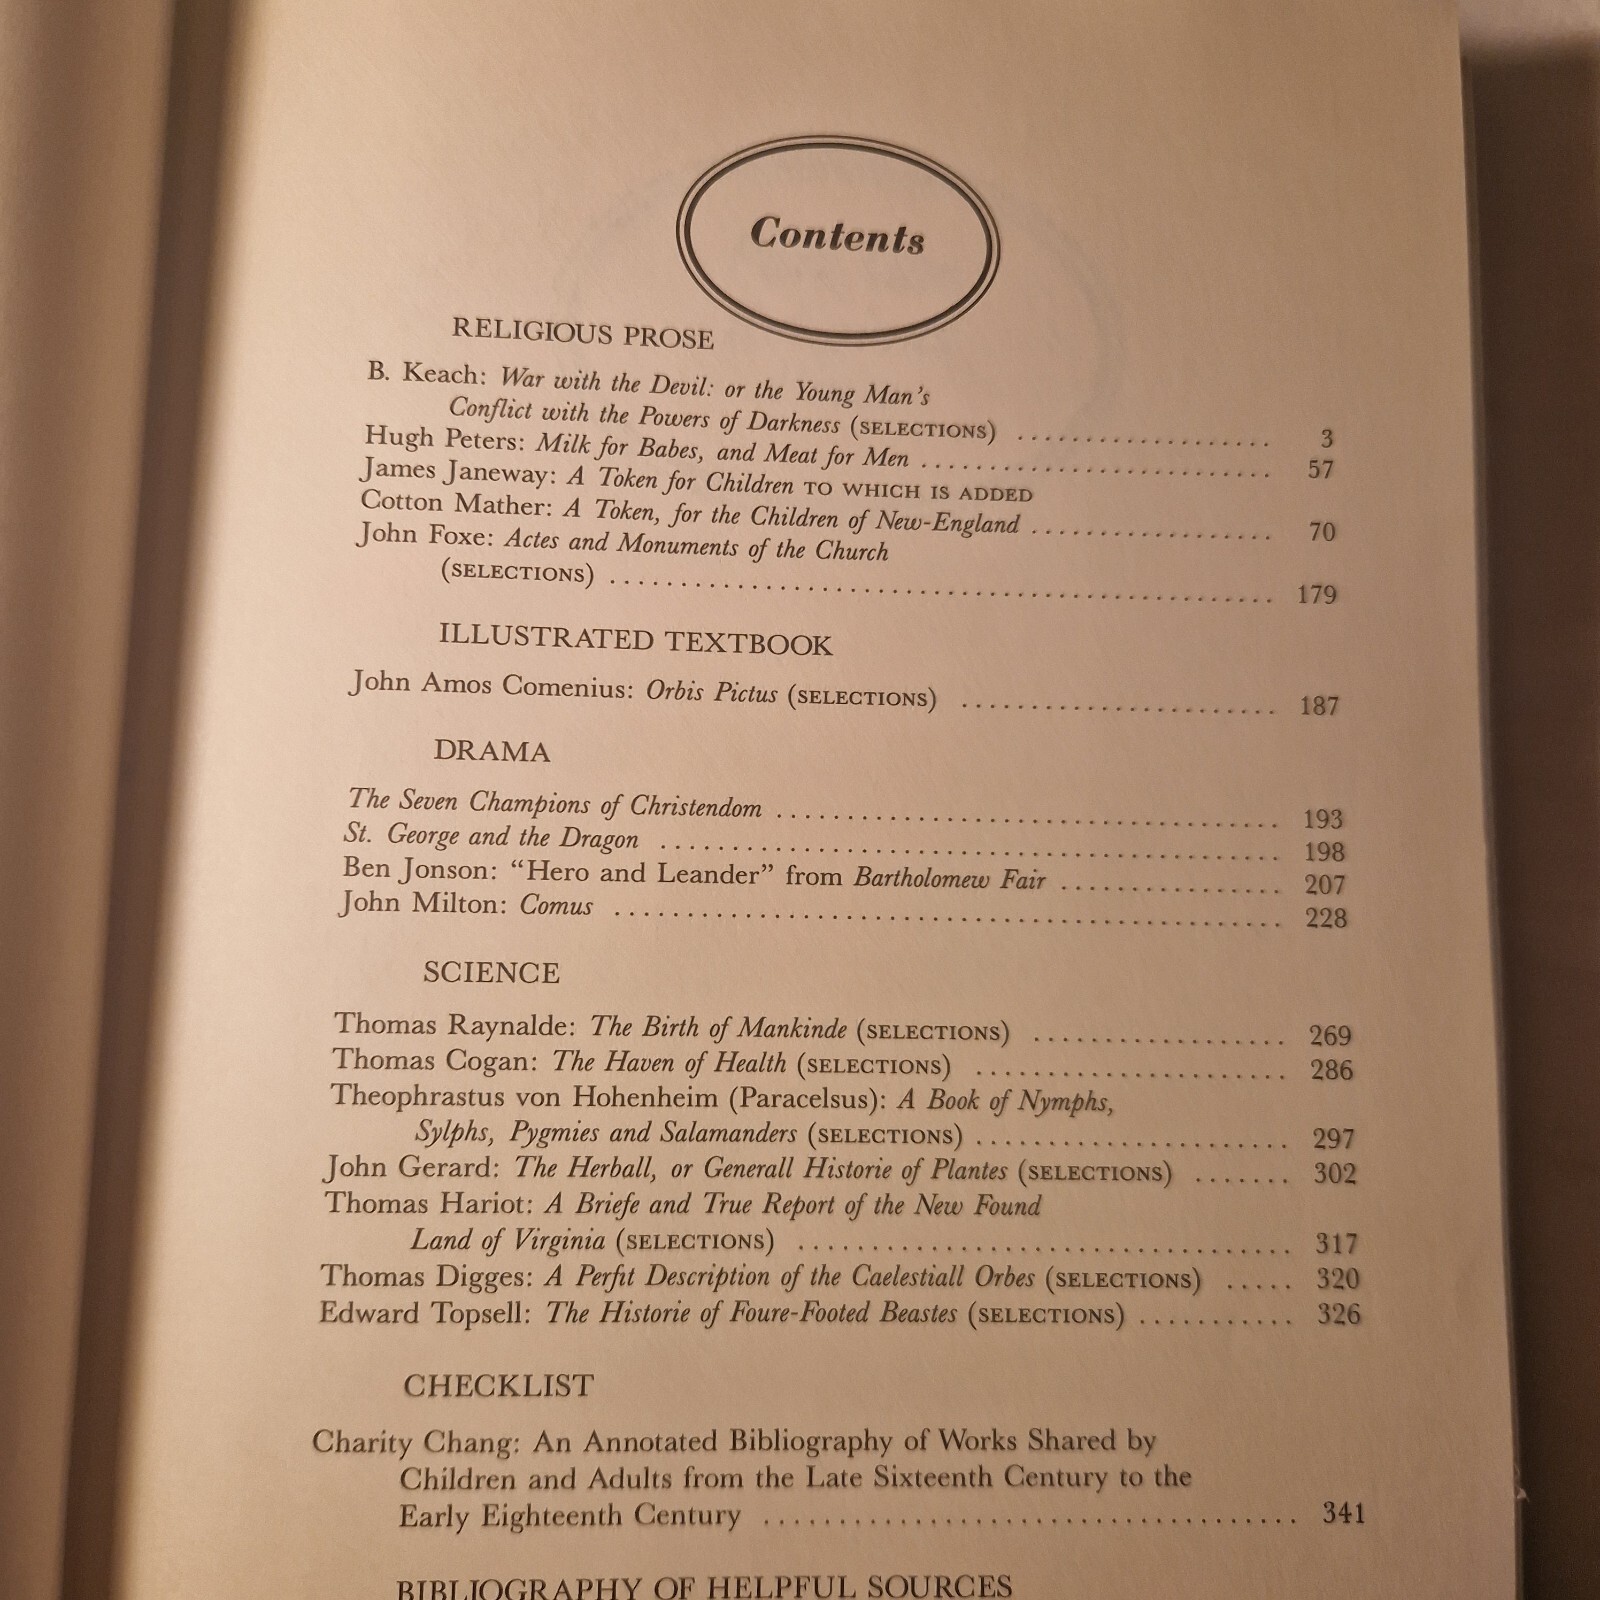 Contents
RELIGIOUS PROSE
B. Keach: War with the Devil: or the Young Man's
Conflict with the Powers of Darkness (SELECTIONS) .................. 3
Hugh Peters: Milk for Babes, and Meat for Men ......................... 57
James Janeway: A Token for Children TO WHICH IS ADDED
Cotton Mather: A Token, for the Children of New-England ................. 70
John Foxe: Actes and Monuments of the Church
(SELECTIONS) ............................................... 179
ILLUSTRATED TEXTBOOK
John Amos Comenius: Orbis Pictus (SELECTIONS) ....................... 187
DRAMA
The Seven Champions of Christendom .................................... 193
St. George and the Dragon ............................................ 198
Ben Jonson: “Hero and Leander” from Bartholomew Fair ................ 207
John Milton: Comus ............................................... 228
SCIENCE
Thomas Raynalde: The Birth of Mankinde (SELECTIONS) .................. 269
Thomas Cogan: The Haven of Health (SELECTIONS) ...................... 286
Theophrastus von Hohenheim (Paracelsus): A Book of Nymphs,
Sylphs, Pygmies and Salamanders (SELECTIONS) ...................... 297
John Gerard: The Herball, or Generall Historie of Plantes (SELECTIONS) ....... 302
Thomas Hariot: A Briefe and True Report of the New Found
Land of Virginia (SELECTIONS) ................................... 317
Thomas Digges: A Perfit Description of the Caelestiall Orbes (SELECTIONS) ..... 320
Edward Topsell: The Historie of Foure-Footed Beastes (SELECTIONS) ........... 326
CHECKLIST
Charity Chang: An Annotated Bibliography of Works Shared by
Children and Adults from the Late Sixteenth Century to the
Early Eighteenth Century ...................................... 341
BIBLIOGRAPHY OF HELPFUL SOURCES